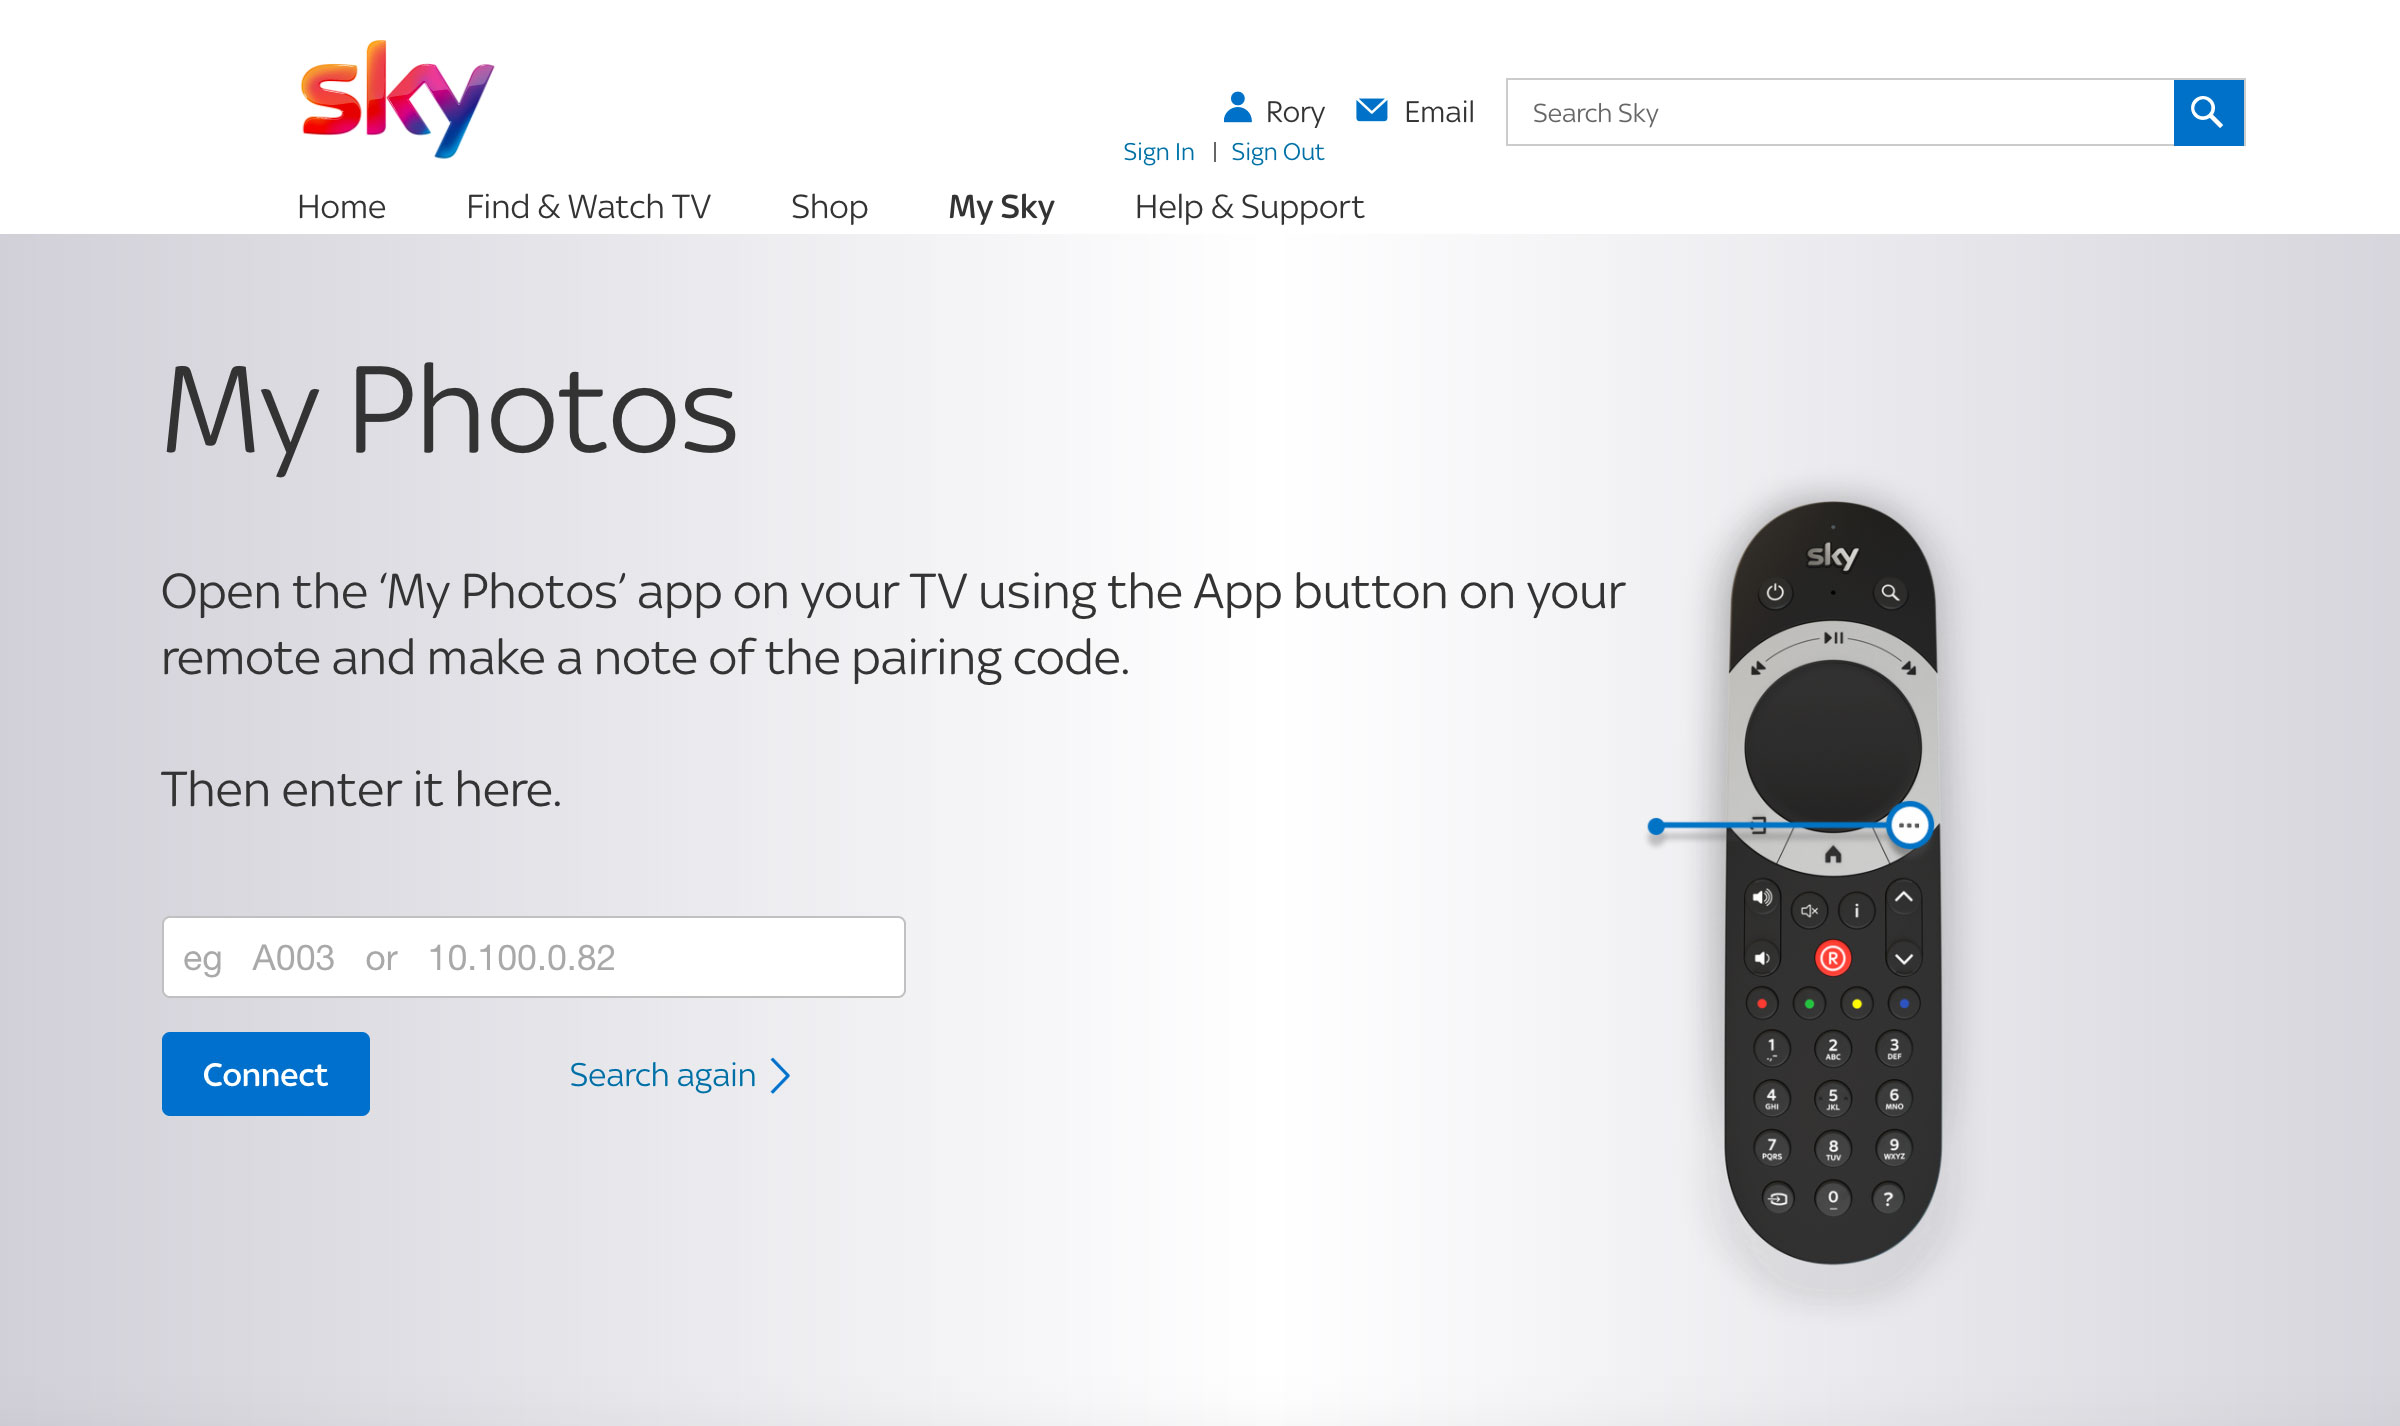 sky
Rory
Email
Search Sky
Sign In | Sign Out
Home
Find & Watch TV
Shop
My Sky
Help & Support
My Photos
Open the ‘My Photos’ app on your TV using the App button on your
remote and make a note of the pairing code.
Then enter it here.
eg A003 or 10.100.0.82
Connect
Search again
sky
i
R
1
2 ABC
3 DEF
4 GHI
5 JKL
6 MNO
7 PQRS
8 TUV
9 WXYZ
0
?